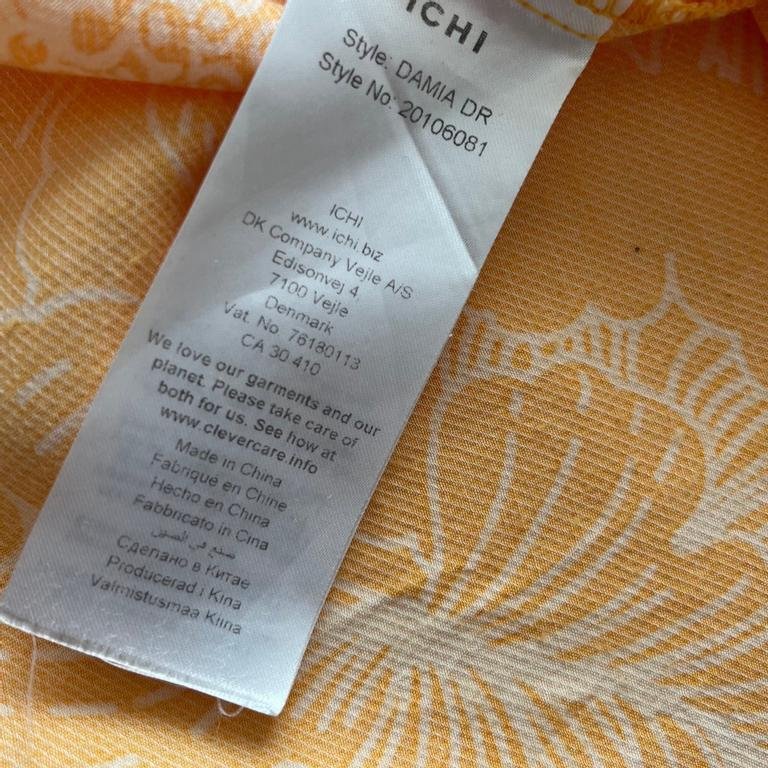 ICHI
Style: DAMIA DR
Style No: 20106081
ICHI
www.ichi.biz
DK Company Vejle A/S
Edisonvej 4,
7100 Vejle
Denmark
Vat. No 76180113
CA 30 410
We love our garments and our
planet. Please take care of
both for us. See how at
www.clevercare.info
Made in China
Fabriqué en Chine
Hecho en China
Fabbricato in Cina
صنع في الصين
Сделано в Китае
Producerad i Kina
Valmistusmaa Kiina